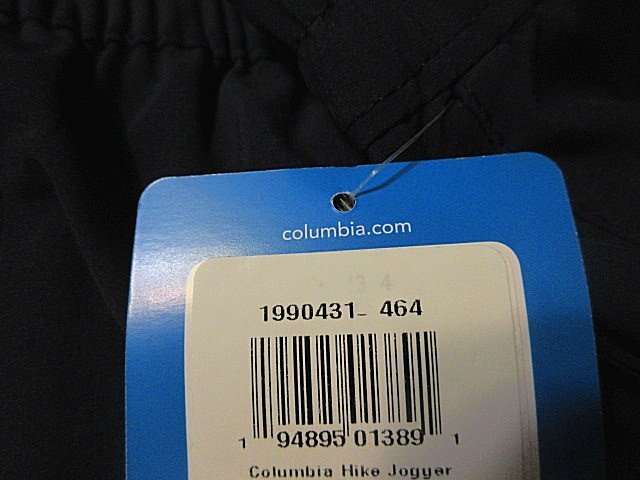 columbia.com
1990431- 464
1 94895 01389 1
Columbia Hike Jogger